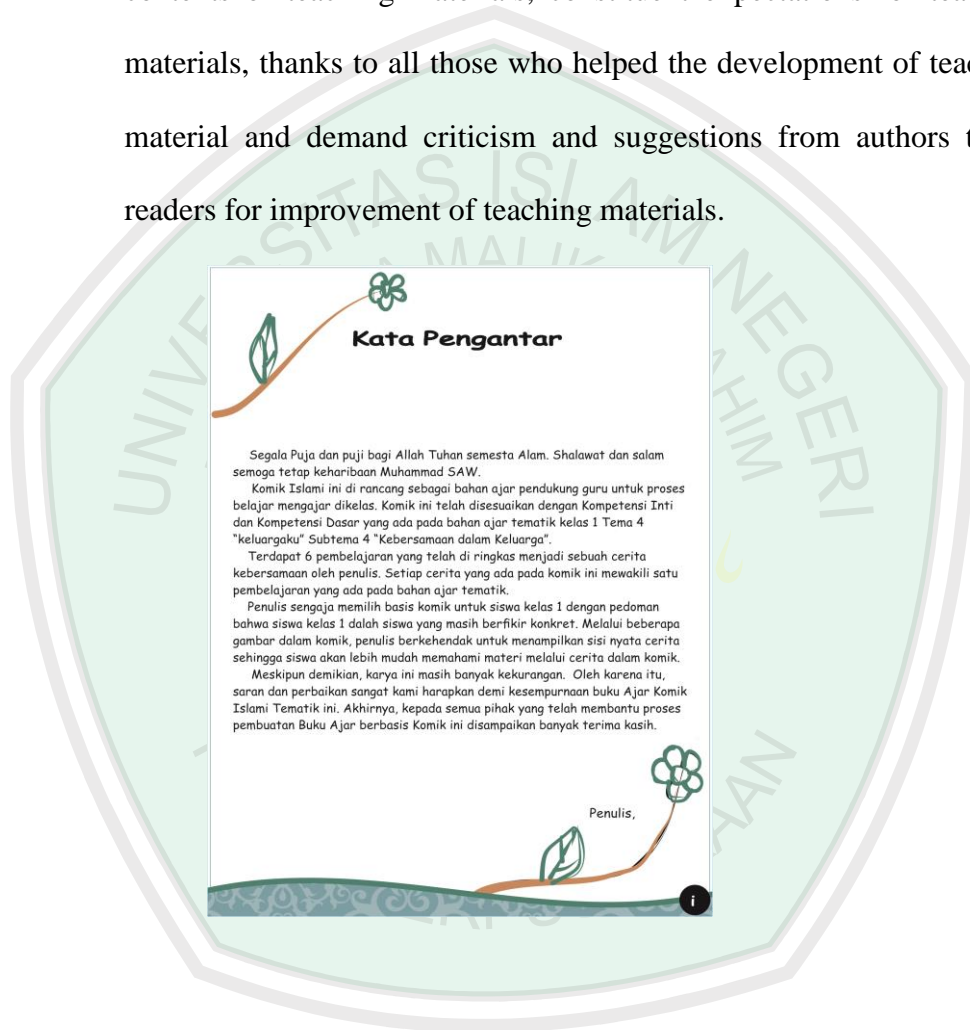 materials, thanks to all those who helped the development of
material and demand criticism and suggestions from authors
readers for improvement of teaching materials.
Kata Pengantar
Segala Puja dan puji bagi Allah Tuhan semesta Alam. Shalawat dan salam
semoga tetap keharibaan Muhammad SAW.
Komik Islami ini di rancang sebagai bahan ajar pendukung guru untuk proses
belajar mengajar dikelas. Komik ini telah disesuaikan dengan Kompetensi Inti
dan Kompetensi Dasar yang ada pada bahan ajar tematik kelas 1 Tema 4
"keluargaku" Subtema 4 "Kebersamaan dalam Keluarga".
Terdapat 6 pembelajaran yang telah di ringkas menjadi sebuah cerita
kebersamaan oleh penulis. Setiap cerita yang ada pada komik ini mewakili satu
pembelajaran yang ada pada bahan ajar tematik.
Penulis sengaja memilih basis komik untuk siswa kelas 1 dengan pedoman
bahwa siswa kelas 1 dalah siswa yang masih berfikir konkret. Melalui beberapa
gambar dalam komik, penulis berkehendak untuk menampilkan sisi nyata cerita
sehingga siswa akan lebih mudah memahami materi melalui cerita dalam komik.
Meskipun demikian, karya ini masih banyak kekurangan. Oleh karena itu,
saran dan perbaikan sangat kami harapkan demi kesempurnaan buku Ajar Komik
Islami Tematik ini. Akhirnya, kepada semua pihak yang telah membantu proses
pembuatan Buku Ajar berbasis Komik ini disampaikan banyak terima kasih.
Penulis,
i